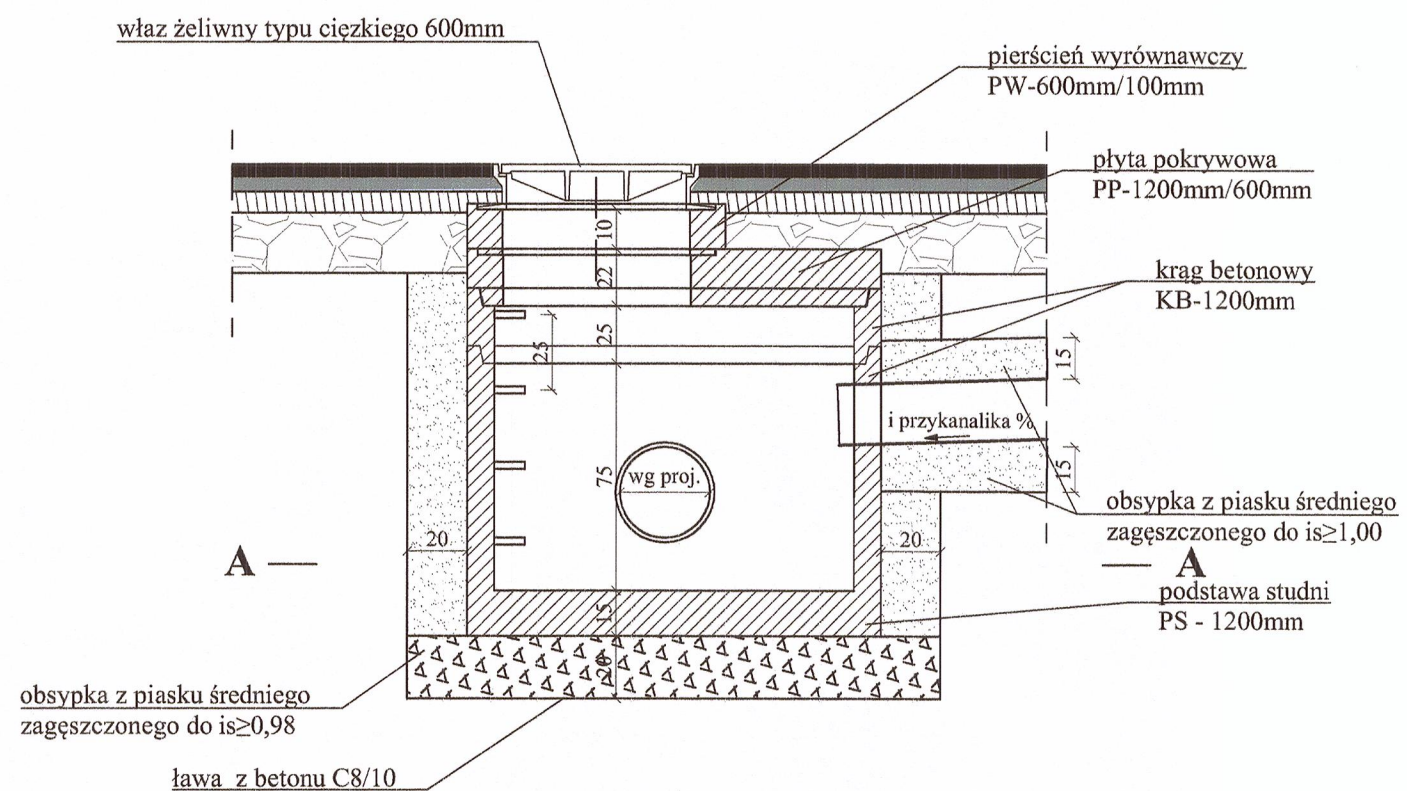 właz żeliwny typu cięzkiego 600mm
pierścień wyrównawczy
PW-600mm/100mm
płyta pokrywowa
PP-1200mm/600mm
krąg betonowy
KB-1200mm
10
22
25
25
15
i przykanalika %
75
wg proj.
15
obsypka z piasku średniego
zagęszczonego do is≥1,00
20
20
A
A
podstawa studni
PS - 1200mm
15
20
obsypka z piasku średniego
zagęszczonego do is≥0,98
ława z betonu C8/10